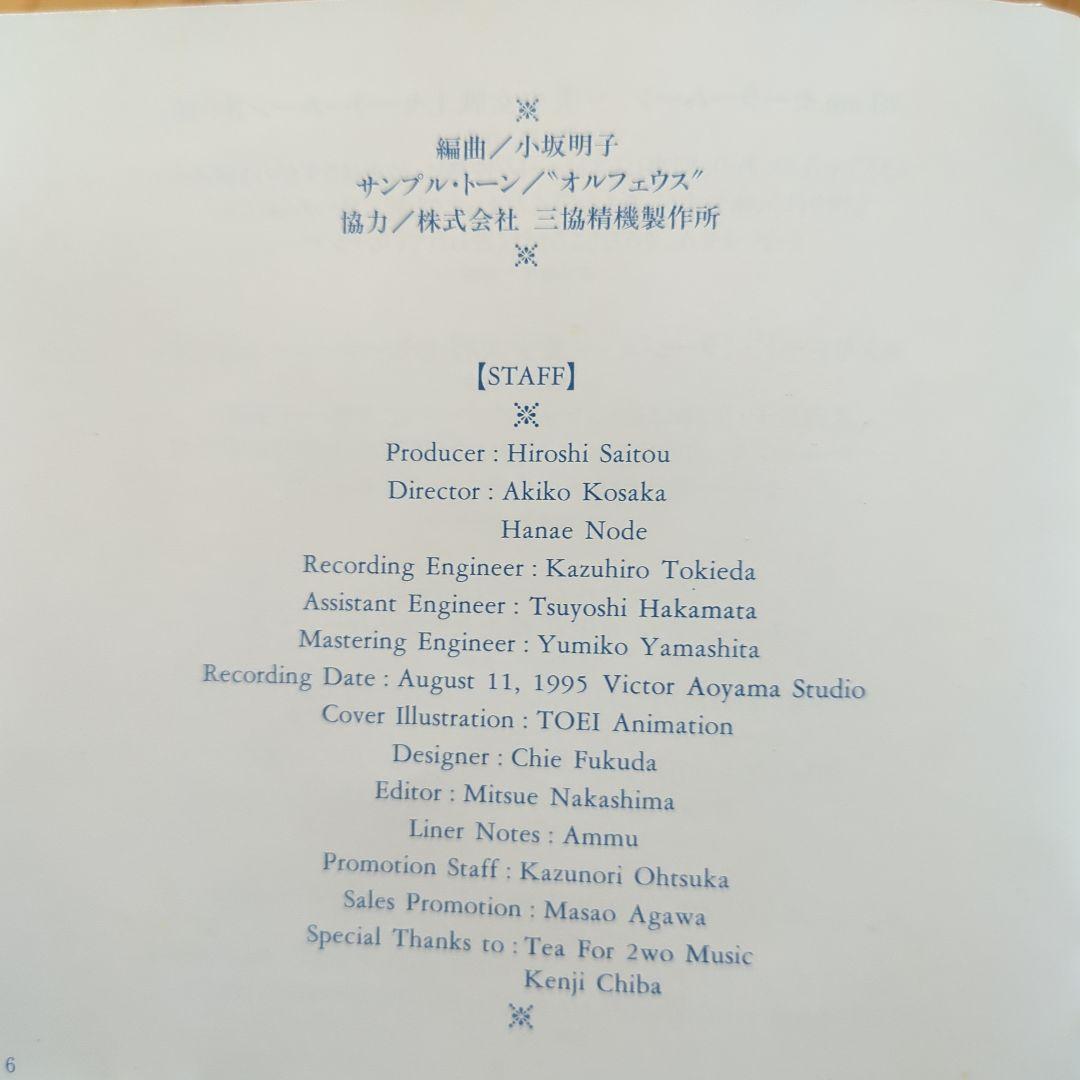 編曲／小坂明子
サンプル・トーン／〝オルフェウス〟
協力／株式会社 三協精機製作所
【STAFF】
Producer : Hiroshi Saitou
Director : Akiko Kosaka
Hanae Node
Recording Engineer : Kazuhiro Tokieda
Assistant Engineer : Tsuyoshi Hakamata
Mastering Engineer : Yumiko Yamashita
Recording Date : August 11, 1995 Victor Aoyama Studio
Cover Illustration : TOEI Animation
Designer : Chie Fukuda
Editor : Mitsue Nakashima
Liner Notes : Ammu
Promotion Staff : Kazunori Ohtsuka
Sales Promotion : Masao Agawa
Special Thanks to : Tea For 2wo Music
Kenji Chiba
6